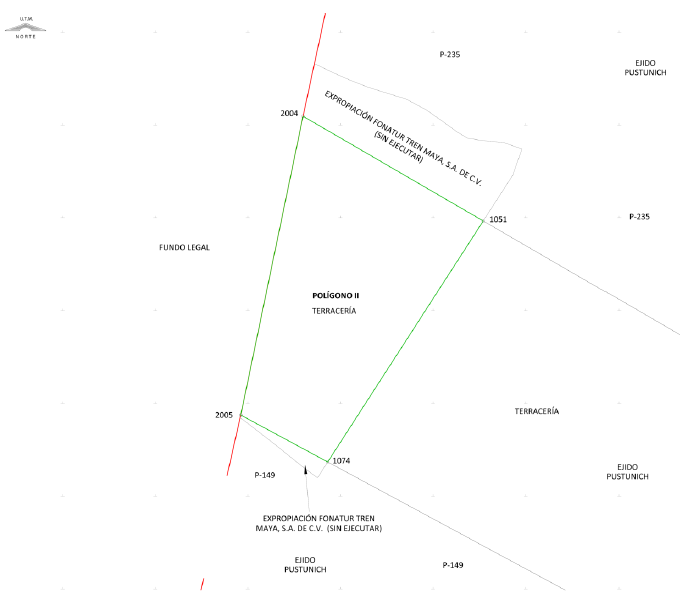 U.T.M.
NORTE
P-235
EJIDO
PUSTUNICH
EXPROPIACIÓN FONATUR TREN MAYA, S.A. DE C.V.
(SIN EJECUTAR)
2004
1051
P-235
FUNDO LEGAL
POLÍGONO II
TERRACERÍA
2005
TERRACERÍA
1074
P-149
EJIDO
PUSTUNICH
EXPROPIACIÓN FONATUR TREN
MAYA, S.A. DE C.V. (SIN EJECUTAR)
EJIDO
PUSTUNICH
P-149